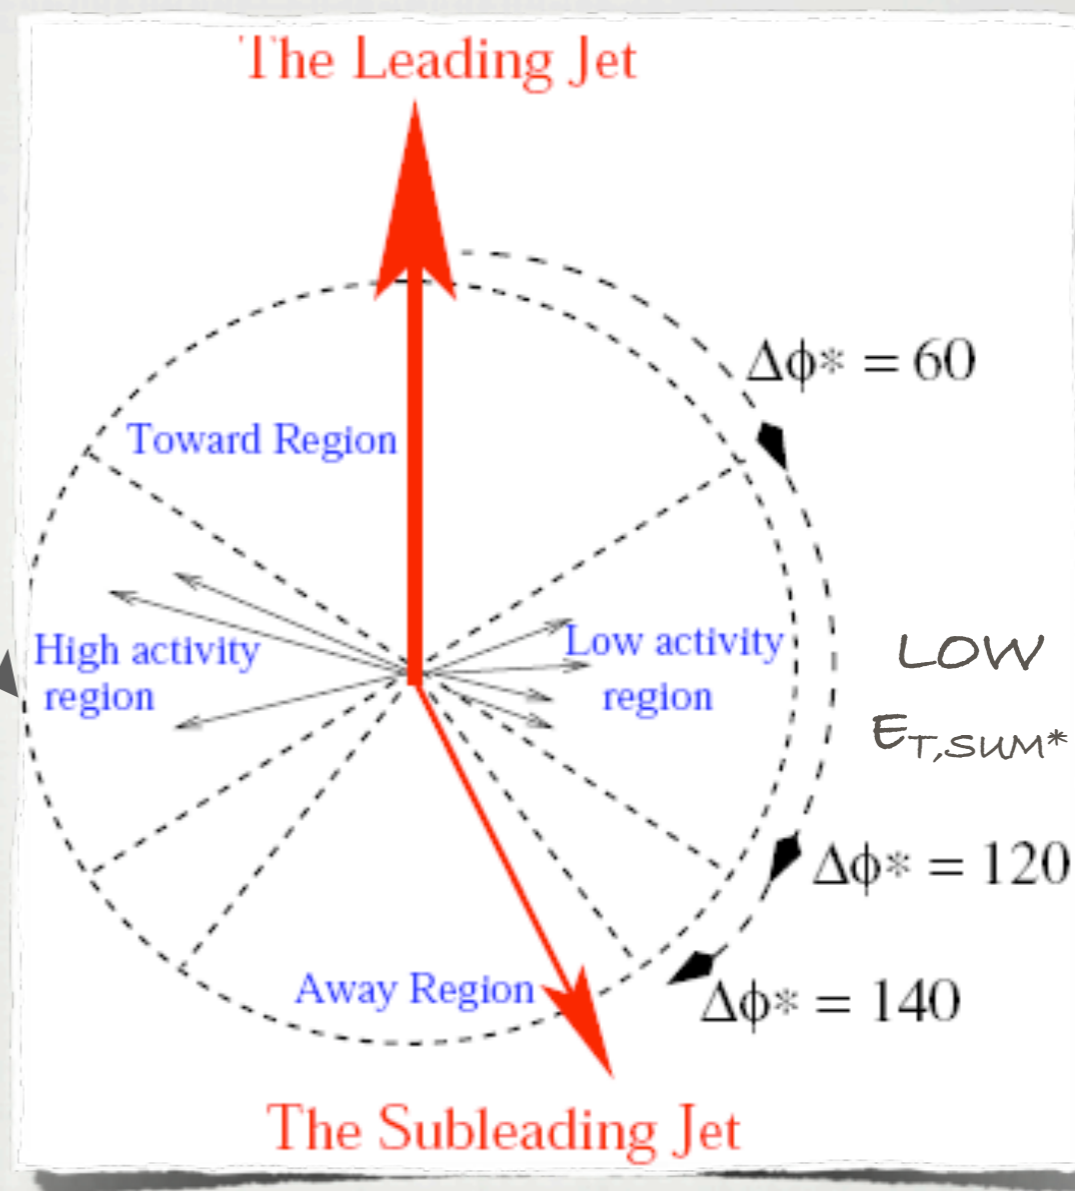 The Leading Jet
Δϕ* = 60
Toward Region
High activity
region
Low activity
region
LOW
E_T,SUM*
Δϕ* = 120
Away Region
Δϕ* = 140
The Subleading Jet